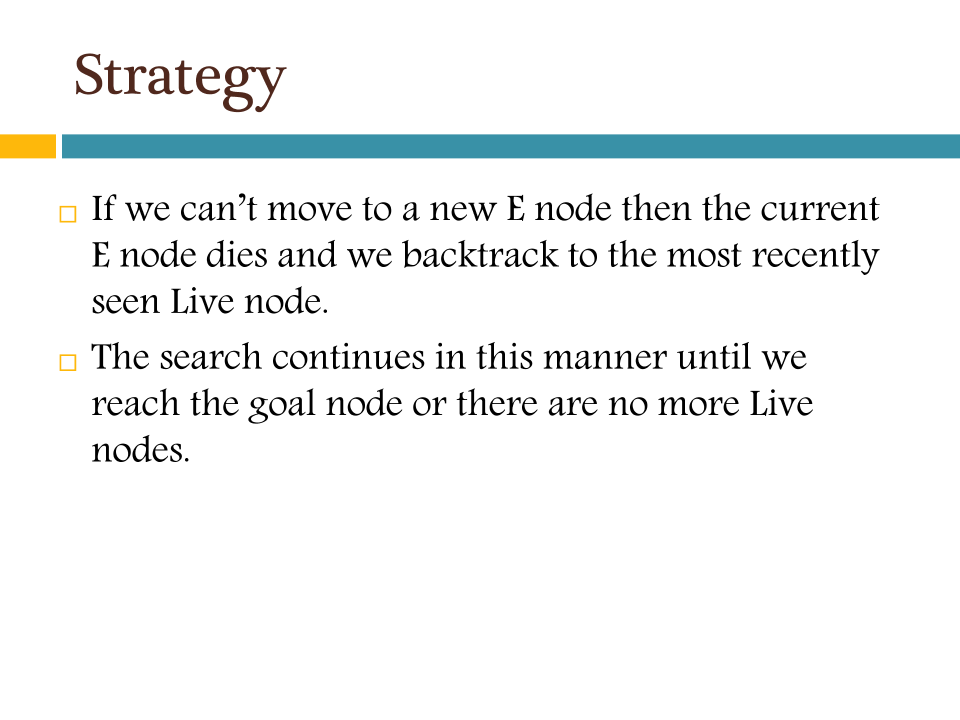 Strategy
If we can’t move to a new E node then the current
E node dies and we backtrack to the most recently
seen Live node.
The search continues in this manner until we
reach the goal node or there are no more Live
nodes.